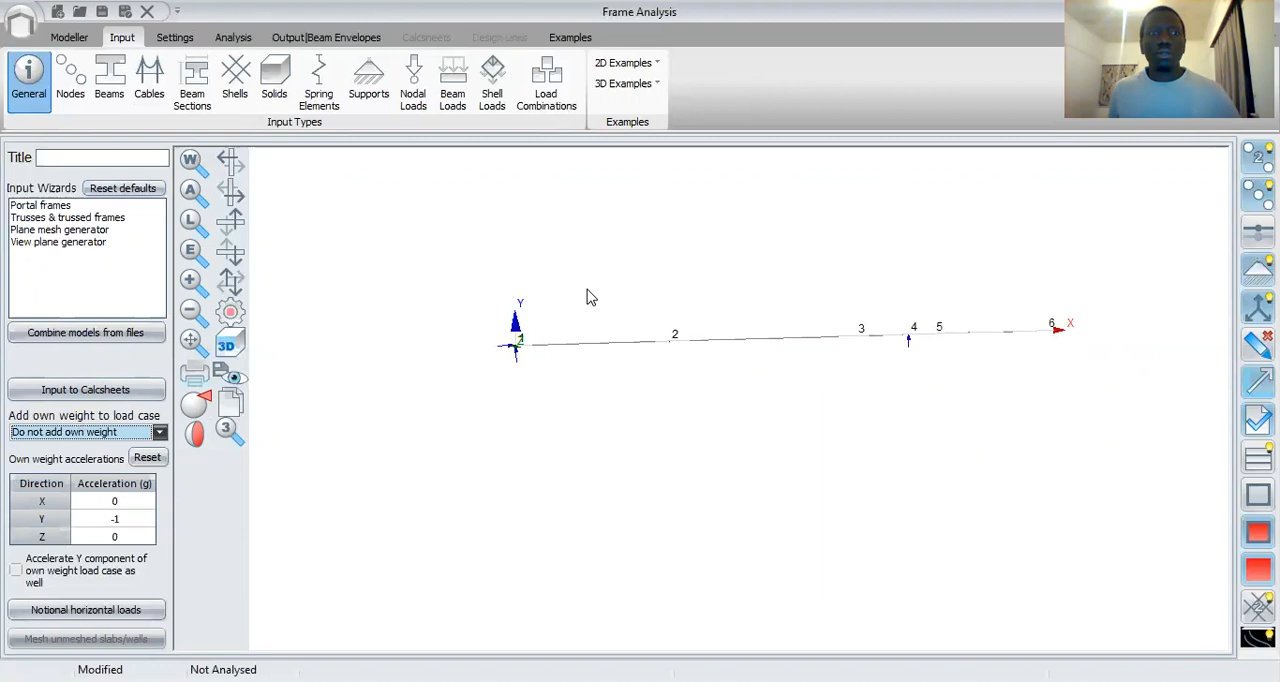 Frame Analysis
Modeller Input Settings Analysis Output|Beam Envelopes Calcsheets Design-links Examples
General Nodes Beams Cables Beam Sections Shells Solids Spring Elements Supports Nodal Loads Beam Loads Shell Loads Load Combinations
2D Examples
3D Examples
Input Types Examples
Title
Input Wizards Reset defaults
Portal frames
Trusses & trussed frames
Plane mesh generator
View plane generator
Combine models from files
Input to Calcsheets
Add own weight to load case
Do not add own weight
Own weight accelerations Reset
Direction Acceleration (g)
X 0
Y -1
Z 0
Accelerate Y component of
own weight load case as
well
Notional horizontal loads
Mesh unmeshed slabs/walls
W
A
L
E
3D
3
Y
1 2 3 4 5 6 X
2
2
Modified Not Analysed